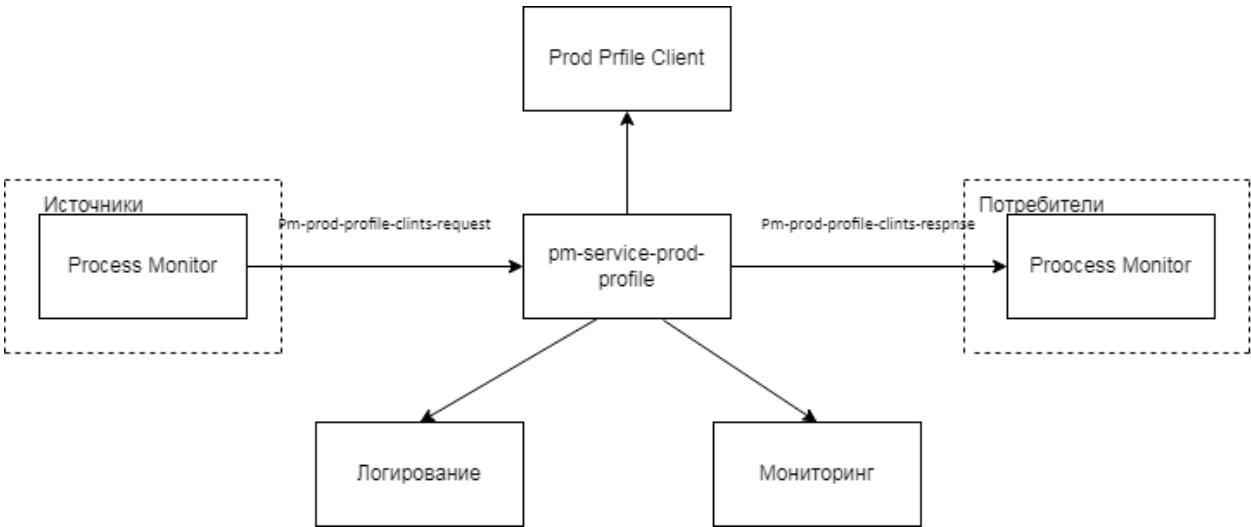 Prod Prfile Client
Источники
Потребители
Pm-prod-profile-clints-request
Pm-prod-profile-clints-respnse
Process Monitor
pm-service-prod-
profile
Proocess Monitor
Логирование
Мониторинг